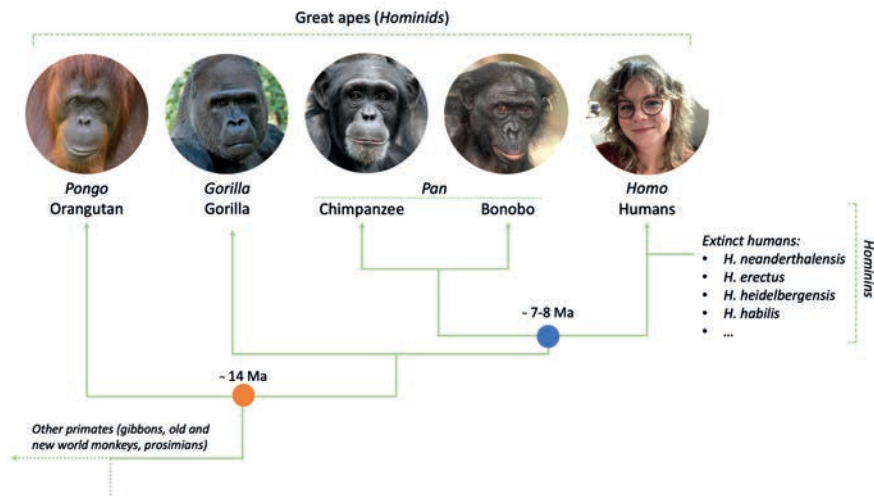 Great apes (Hominids)
Pongo
Orangutan
Gorilla
Gorilla
Pan
Chimpanzee
Bonobo
Homo
Humans
Extinct humans:
• H. neanderthalensis
• H. erectus
• H. heidelbergensis
• H. habilis
• ...
Hominins
~ 7-8 Ma
~ 14 Ma
Other primates (gibbons, old and
new world monkeys, prosimians)